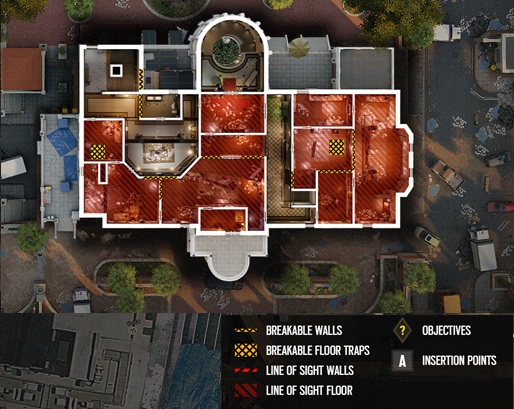 BREAKABLE WALLS
BREAKABLE FLOOR TRAPS
LINE OF SIGHT WALLS
LINE OF SIGHT FLOOR
? OBJECTIVES
A INSERTION POINTS